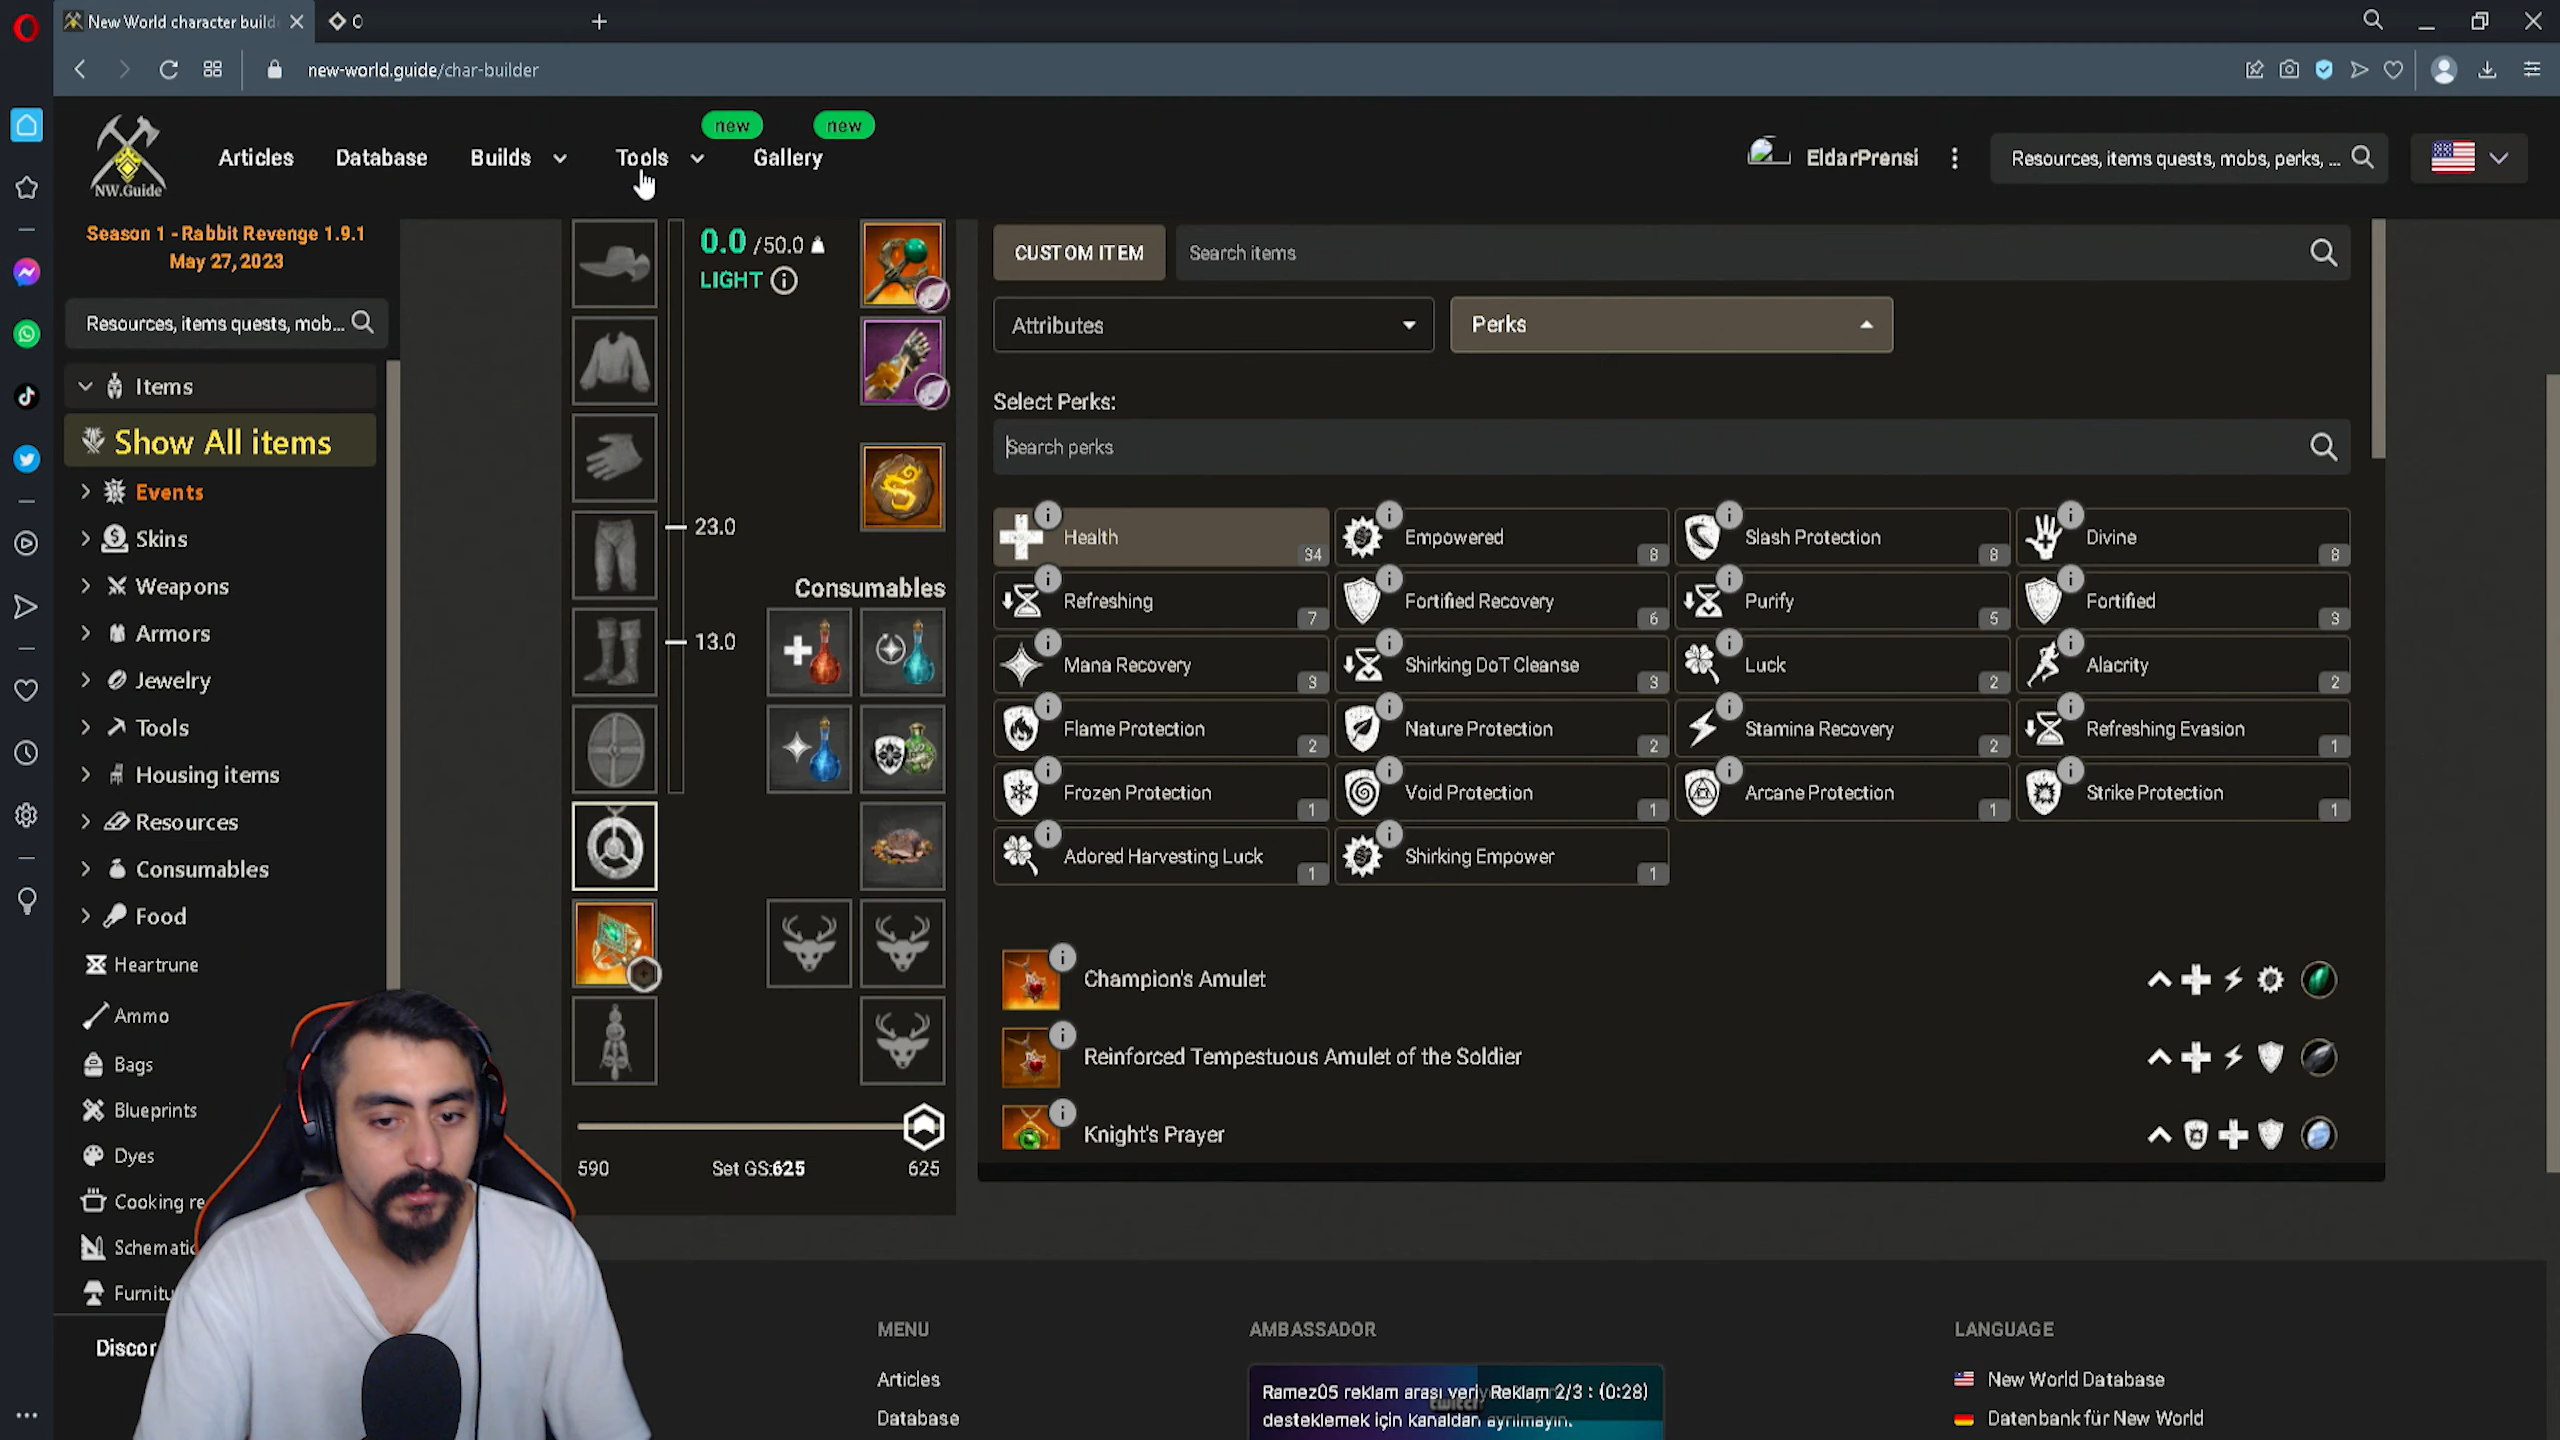 New World character build
new-world.guide/char-builder
NW.Guide
Articles
Database
Builds
Tools
new
Gallery
new
EldarPrensi
Resources, items quests, mobs, perks, ...
Season 1 - Rabbit Revenge 1.9.1
May 27, 2023
Resources, items quests, mob...
Items
Show All items
Events
Skins
Weapons
Armors
Jewelry
Tools
Housing items
Resources
Consumables
Food
Heartrune
Ammo
Bags
Blueprints
Dyes
Cooking re
Schematic
Furnitu
Discor
0.0 /50.0
LIGHT
23.0
13.0
Consumables
590
Set GS:625
625
CUSTOM ITEM
Search items
Attributes
Perks
Select Perks:
Search perks
Health 34
Empowered 8
Slash Protection 8
Divine 8
Refreshing 7
Fortified Recovery 6
Purify 5
Fortified 3
Mana Recovery 3
Shirking DoT Cleanse 3
Luck 2
Alacrity 2
Flame Protection 2
Nature Protection 2
Stamina Recovery 2
Refreshing Evasion 1
Frozen Protection 1
Void Protection 1
Arcane Protection 1
Strike Protection 1
Adored Harvesting Luck 1
Shirking Empower 1
Champion's Amulet
Reinforced Tempestuous Amulet of the Soldier
Knight's Prayer
MENU
Articles
Database
AMBASSADOR
Ramez05 reklam arası veriy Reklam 2/3 : (0:28)
desteklemek için kanaldan ayrılmayın.
twitch
LANGUAGE
New World Database
Datenbank für New World